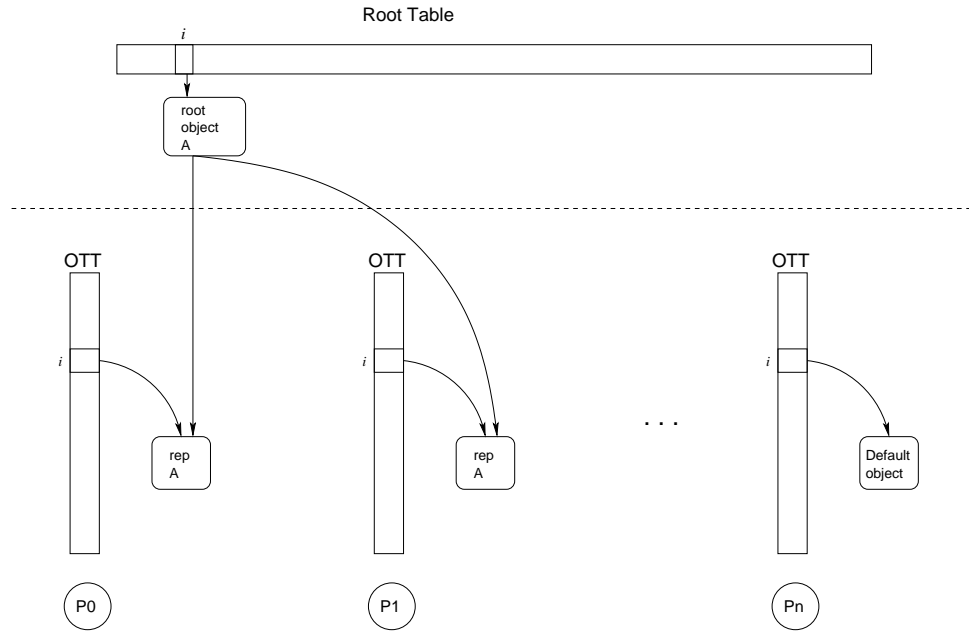 Root Table
i
root
object
A
OTT
OTT
OTT
i
i
i
rep
A
rep
A
. . .
Default
object
P0
P1
Pn